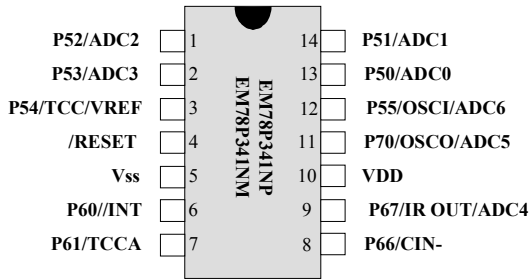 P52/ADC2 1 14 P51/ADC1
P53/ADC3 2 13 P50/ADC0
P54/TCC/VREF 3 12 P55/OSCI/ADC6
/RESET 4 11 P70/OSCO/ADC5
Vss 5 10 VDD
P60//INT 6 9 P67/IR OUT/ADC4
P61/TCCA 7 8 P66/CIN-
EM78P341NP
EM78P341NM